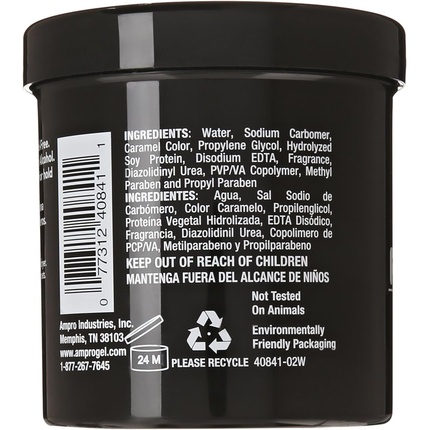 -Free.
lcohol.
r hold
0 77312 40841 1
INGREDIENTS: Water, Sodium Carbomer,
Caramel Color, Propylene Glycol, Hydrolyzed
Soy Protein, Disodium EDTA, Fragrance,
Diazolidinyl Urea, PVP/VA Copolymer, Methyl
Paraben and Propyl Paraben
INGREDIENTES: Agua, Sal Sodio de
Carbómero, Color Caramelo, Propilenglicol,
Proteína Vegetal Hidrolizada, EDTA Disódico,
Fragrancia, Diazolidinil Urea, Copolimero de
PCP/VA, Metilparabeno y Propilparabeno
KEEP OUT OF REACH OF CHILDREN
MANTENGA FUERA DEL ALCANCE DE NIÑOS
Ampro Industries, Inc.
Memphis, TN 38103
www.amprogel.com
1-877-267-7645
24 M
Not Tested
On Animals
Environmentally
Friendly Packaging
PLEASE RECYCLE 40841-02W